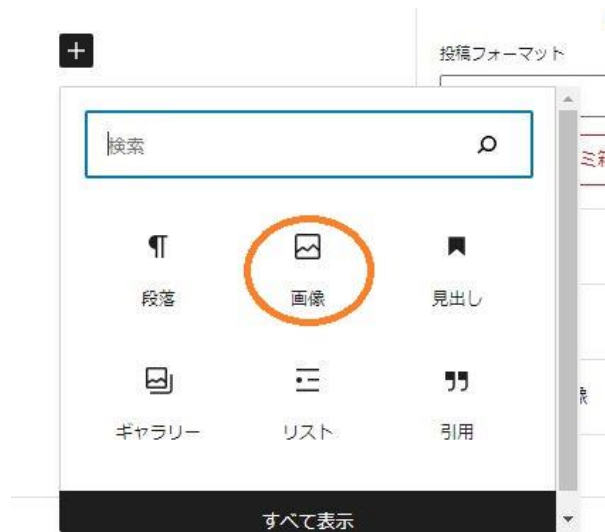 投稿フォーマット
検索
段落 画像 見出し
ギャラリー リスト 引用
すべて表示